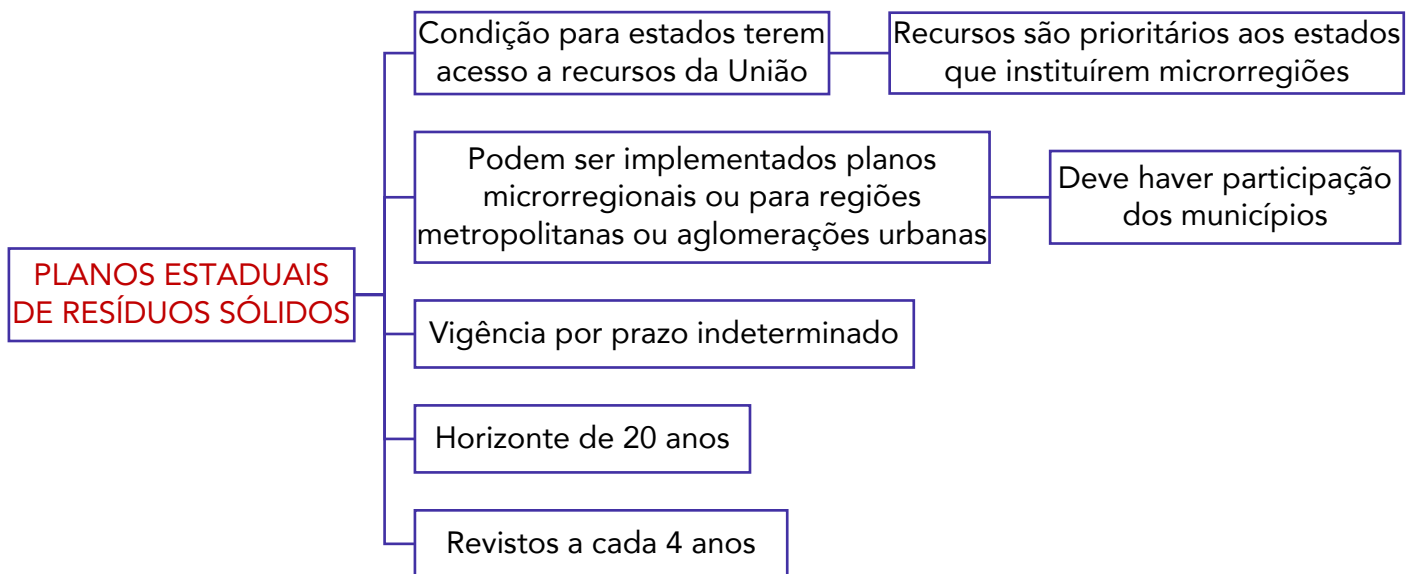 Condição para estados terem
acesso a recursos da União
Recursos são prioritários aos estados
que instituírem microrregiões
Podem ser implementados planos
microrregionais ou para regiões
metropolitanas ou aglomerações urbanas
Deve haver participação
dos municípios
PLANOS ESTADUAIS
DE RESÍDUOS SÓLIDOS
Vigência por prazo indeterminado
Horizonte de 20 anos
Revistos a cada 4 anos